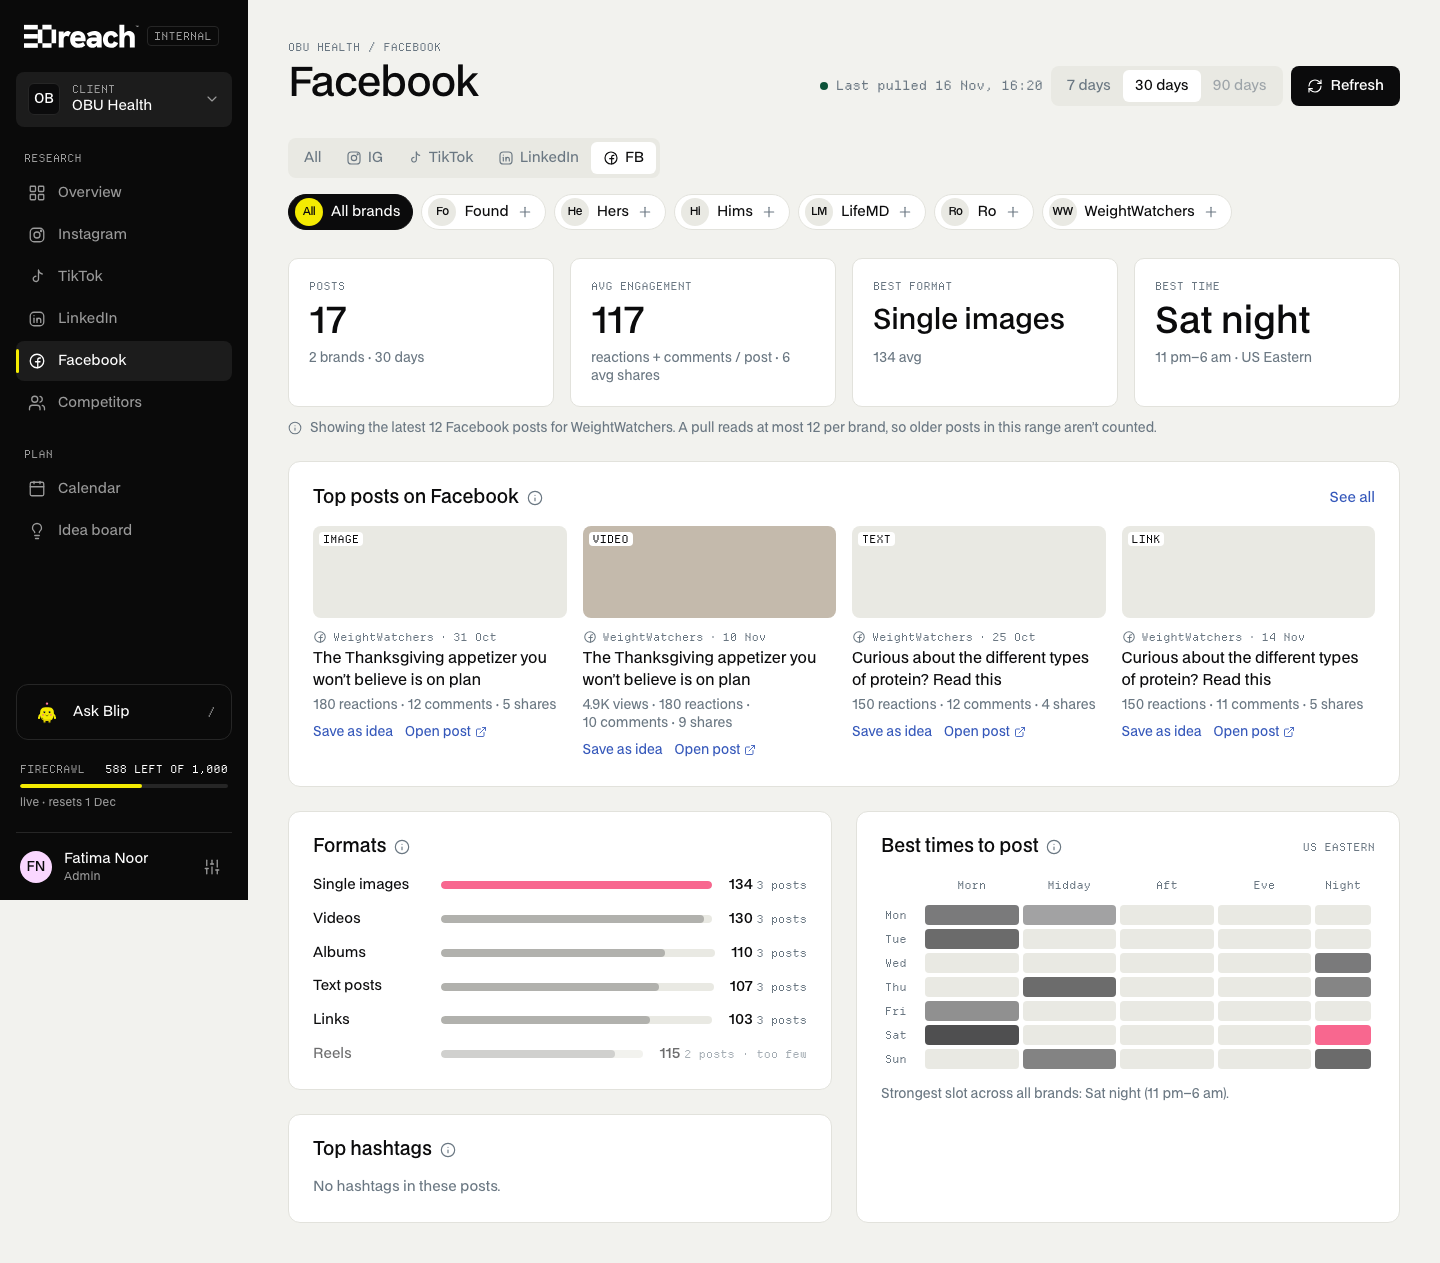 reach
INTERNAL
OB
CLIENT
OBU Health
RESEARCH
Overview
Instagram
TikTok
LinkedIn
Facebook
Competitors
PLAN
Calendar
Idea board
Ask Blip
/
FIRECRAWL 588 LEFT OF 1,000
live · resets 1 Dec
FN
Fatima Noor
Admin
OBU HEALTH / FACEBOOK
Facebook
Last pulled 16 Nov, 16:20
7 days 30 days 90 days
Refresh
All IG TikTok LinkedIn FB
All All brands
Fo Found
He Hers
Hi Hims
LM LifeMD
Ro Ro
WW WeightWatchers
POSTS
17
2 brands · 30 days
AVG ENGAGEMENT
117
reactions + comments / post · 6
avg shares
BEST FORMAT
Single images
134 avg
BEST TIME
Sat night
11 pm–6 am · US Eastern
Showing the latest 12 Facebook posts for WeightWatchers. A pull reads at most 12 per brand, so older posts in this range aren't counted.
Top posts on Facebook
See all
IMAGE
WeightWatchers · 31 Oct
The Thanksgiving appetizer you
won't believe is on plan
180 reactions · 12 comments · 5 shares
Save as idea Open post
VIDEO
WeightWatchers · 10 Nov
The Thanksgiving appetizer you
won't believe is on plan
4.9K views · 180 reactions ·
10 comments · 9 shares
Save as idea Open post
TEXT
WeightWatchers · 25 Oct
Curious about the different types
of protein? Read this
150 reactions · 12 comments · 4 shares
Save as idea Open post
LINK
WeightWatchers · 14 Nov
Curious about the different types
of protein? Read this
150 reactions · 11 comments · 5 shares
Save as idea Open post
Formats
Single images 134 3 posts
Videos 130 3 posts
Albums 110 3 posts
Text posts 107 3 posts
Links 103 3 posts
Reels 115 2 posts · too few
Top hashtags
No hashtags in these posts.
Best times to post
US EASTERN
Morn Midday Aft Eve Night
Mon
Tue
Wed
Thu
Fri
Sat
Sun
Strongest slot across all brands: Sat night (11 pm–6 am).